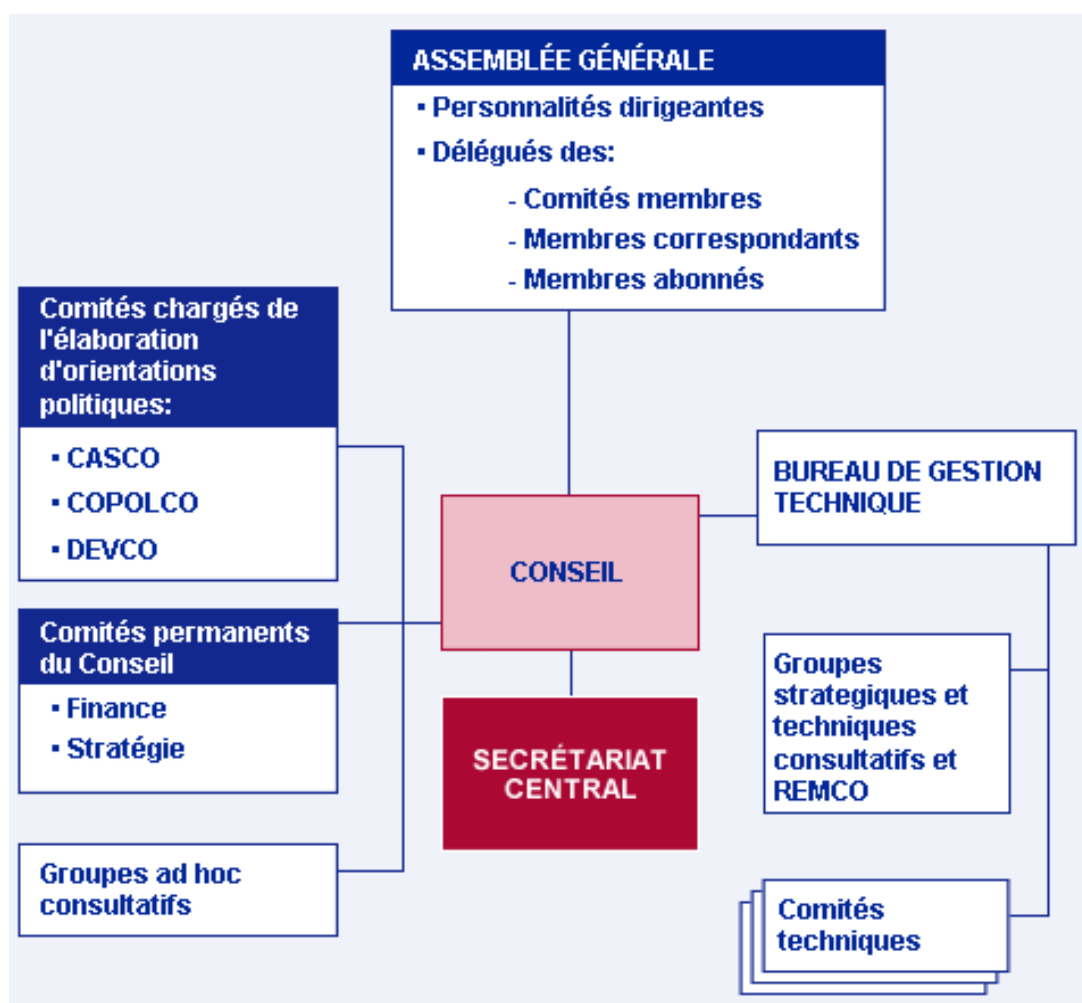 ASSEMBLÉE GÉNÉRALE
▪ Personnalités dirigeantes
▪ Délégués des:
- Comités membres
- Membres correspondants
- Membres abonnés
Comités chargés de
l'élaboration
d'orientations
politiques:
▪ CASCO
▪ COPOLCO
▪ DEVCO
BUREAU DE GESTION
TECHNIQUE
CONSEIL
Comités permanents
du Conseil
▪ Finance
▪ Stratégie
Groupes
strategiques et
techniques
consultatifs et
REMCO
SECRÉTARIAT
CENTRAL
Groupes ad hoc
consultatifs
Comités
techniques